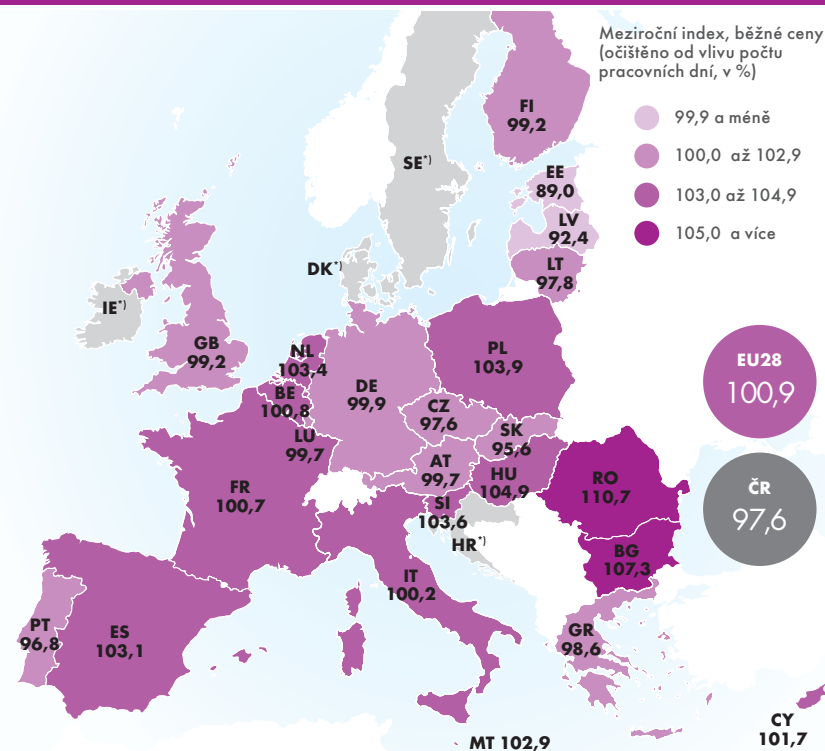 Meziroční index, běžné ceny
(očištěno od vlivu počtu
pracovních dní, v %)
99,9 a méně
100,0 až 102,9
103,0 až 104,9
105,0 a více
FI
99,2
SE*)
EE
89,0
LV
92,4
LT
97,8
DK*)
IE*)
GB
99,2
NL
103,4
BE
100,8
LU
99,7
DE
99,9
PL
103,9
CZ
97,6
SK
95,6
AT
99,7
HU
104,9
SI
103,6
HR*)
RO
110,7
BG
107,3
FR
100,7
IT
100,2
PT
96,8
ES
103,1
GR
98,6
MT 102,9
CY
101,7
EU28
100,9
ČR
97,6